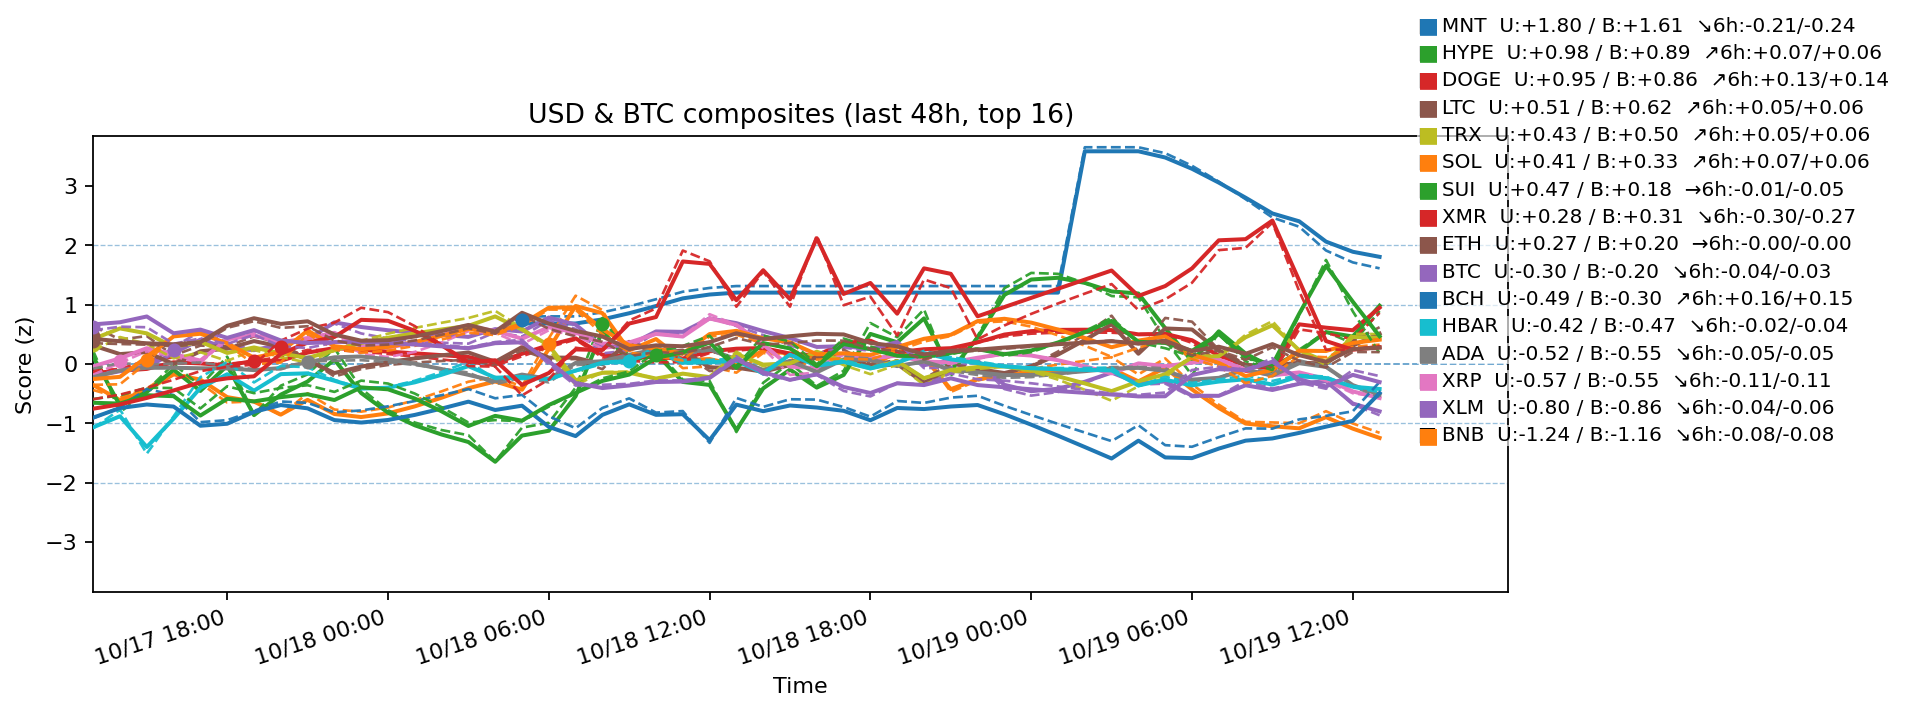 MNT  U:+1.80 / B:+1.61  ↘6h:-0.21/-0.24
HYPE  U:+0.98 / B:+0.89  ↗6h:+0.07/+0.06
DOGE  U:+0.95 / B:+0.86  ↗6h:+0.13/+0.14
LTC  U:+0.51 / B:+0.62  ↗6h:+0.05/+0.06
TRX  U:+0.43 / B:+0.50  ↗6h:+0.05/+0.06
SOL  U:+0.41 / B:+0.33  ↗6h:+0.07/+0.06
SUI  U:+0.47 / B:+0.18  →6h:-0.01/-0.05
XMR  U:+0.28 / B:+0.31  ↘6h:-0.30/-0.27
ETH  U:+0.27 / B:+0.20  →6h:-0.00/-0.00
BTC  U:-0.30 / B:-0.20  ↘6h:-0.04/-0.03
BCH  U:-0.49 / B:-0.30  ↗6h:+0.16/+0.15
HBAR  U:-0.42 / B:-0.47  ↘6h:-0.02/-0.04
ADA  U:-0.52 / B:-0.55  ↘6h:-0.05/-0.05
XRP  U:-0.57 / B:-0.55  ↘6h:-0.11/-0.11
XLM  U:-0.80 / B:-0.86  ↘6h:-0.04/-0.06
BNB  U:-1.24 / B:-1.16  ↘6h:-0.08/-0.08
USD & BTC composites (last 48h, top 16)
Score (z)
3
2
1
0
−1
−2
−3
10/17 18:00
10/18 00:00
10/18 06:00
10/18 12:00
10/18 18:00
10/19 00:00
10/19 06:00
10/19 12:00
Time